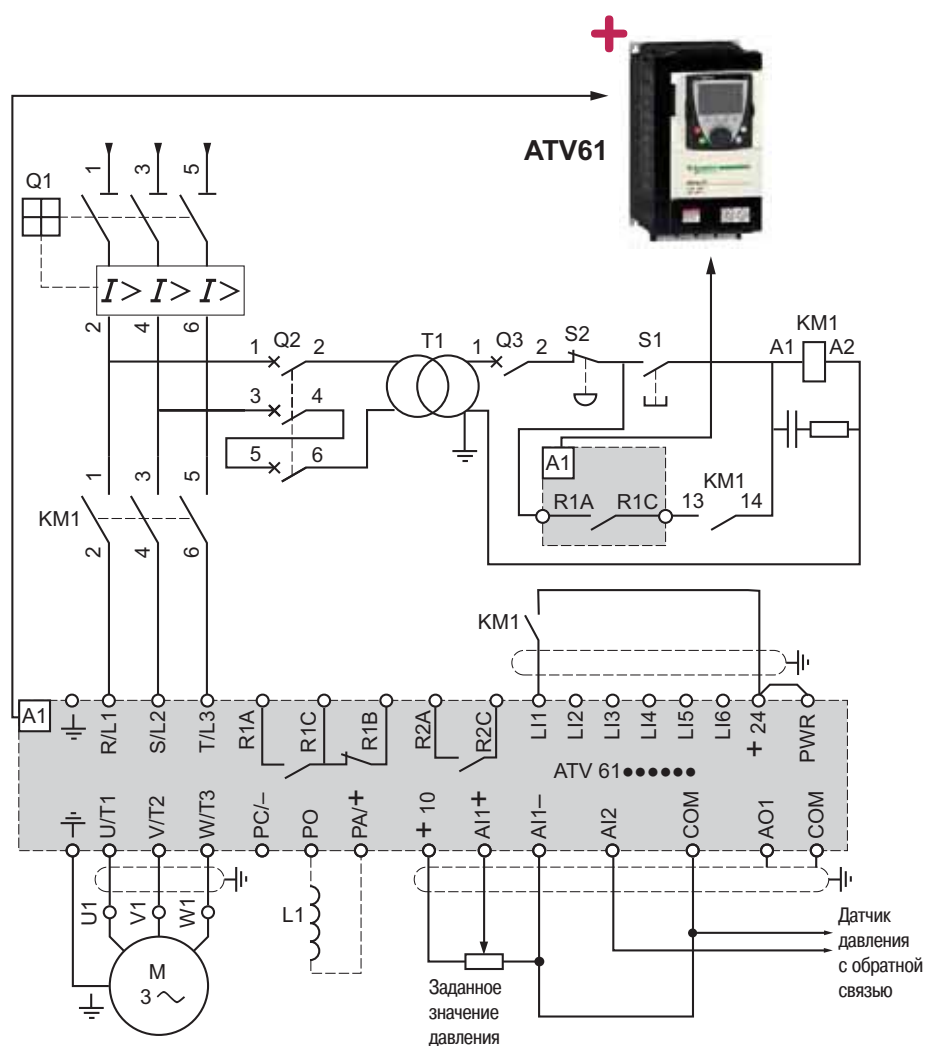 ATV61
Q1
1 3 5
I> I> I>
2 4 6
1 Q2 2
3 4
5 6
T1
1 Q3 2
S2
S1
KM1
A1 A2
A1
R1A R1C
KM1
13 14
1 3 5
KM1
2 4 6
KM1
A1
R/L1 S/L2 T/L3 R1A R1C R1B R2A R2C LI1 LI2 LI3 LI4 LI5 LI6 +24 PWR
ATV 61●●●●●●
U/T1 V/T2 W/T3 PC/– PO PA/+ +10 AI1+ AI1– AI2 COM AO1 COM
U1 V1 W1
L1
M
3 ~
Заданное
значение
давления
Датчик
давления
с обратной
связью